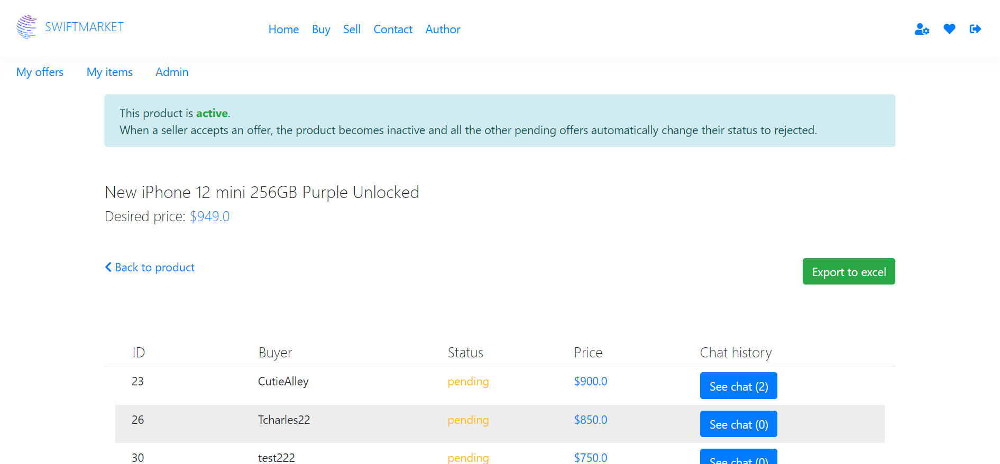 SWIFTMARKET
Home Buy Sell Contact Author
My offers My items Admin
This product is active.
When a seller accepts an offer, the product becomes inactive and all the other pending offers automatically change their status to rejected.
New iPhone 12 mini 256GB Purple Unlocked
Desired price: $949.0
Back to product
Export to excel
ID Buyer Status Price Chat history
23 CutieAlley pending $900.0 See chat (2)
26 Tcharles22 pending $850.0 See chat (0)
30 test222 pending $750.0 See chat (0)